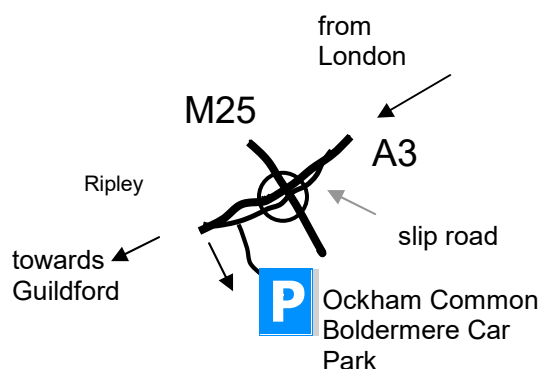 from
London
M25
A3
Ripley
slip road
towards
Guildford
P
Ockham Common
Boldermere Car
Park